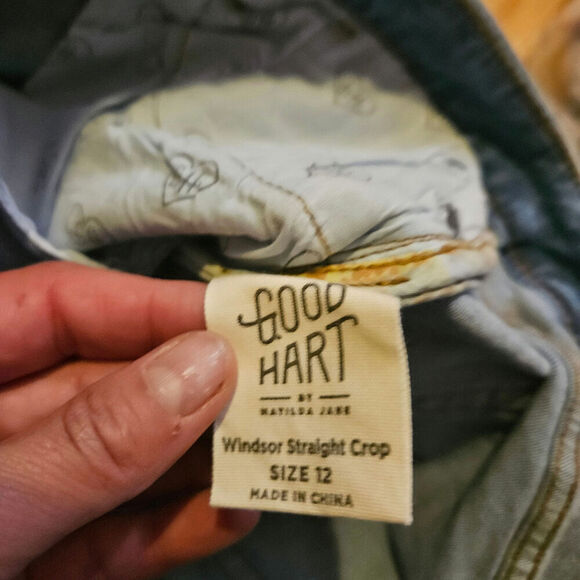 GOOD
HART
BY
MATILDA JANE
Windsor Straight Crop
SIZE 12
MADE IN CHINA